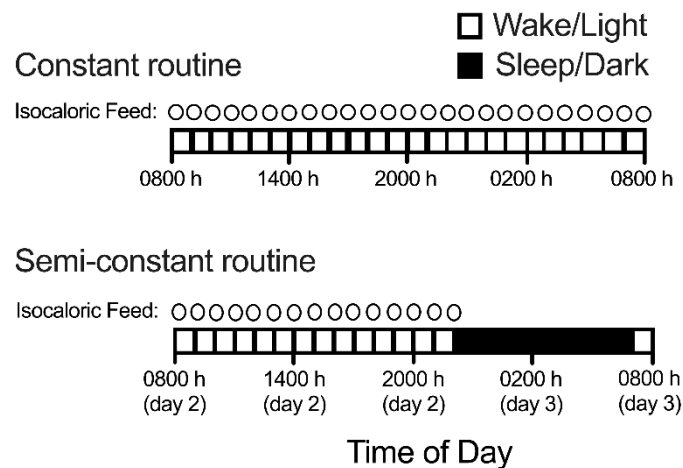 Wake/Light
Sleep/Dark
Constant routine
Isocaloric Feed:
0800 h 1400 h 2000 h 0200 h 0800 h
Semi-constant routine
Isocaloric Feed:
0800 h 1400 h 2000 h 0200 h 0800 h
(day 2) (day 2) (day 2) (day 3) (day 3)
Time of Day